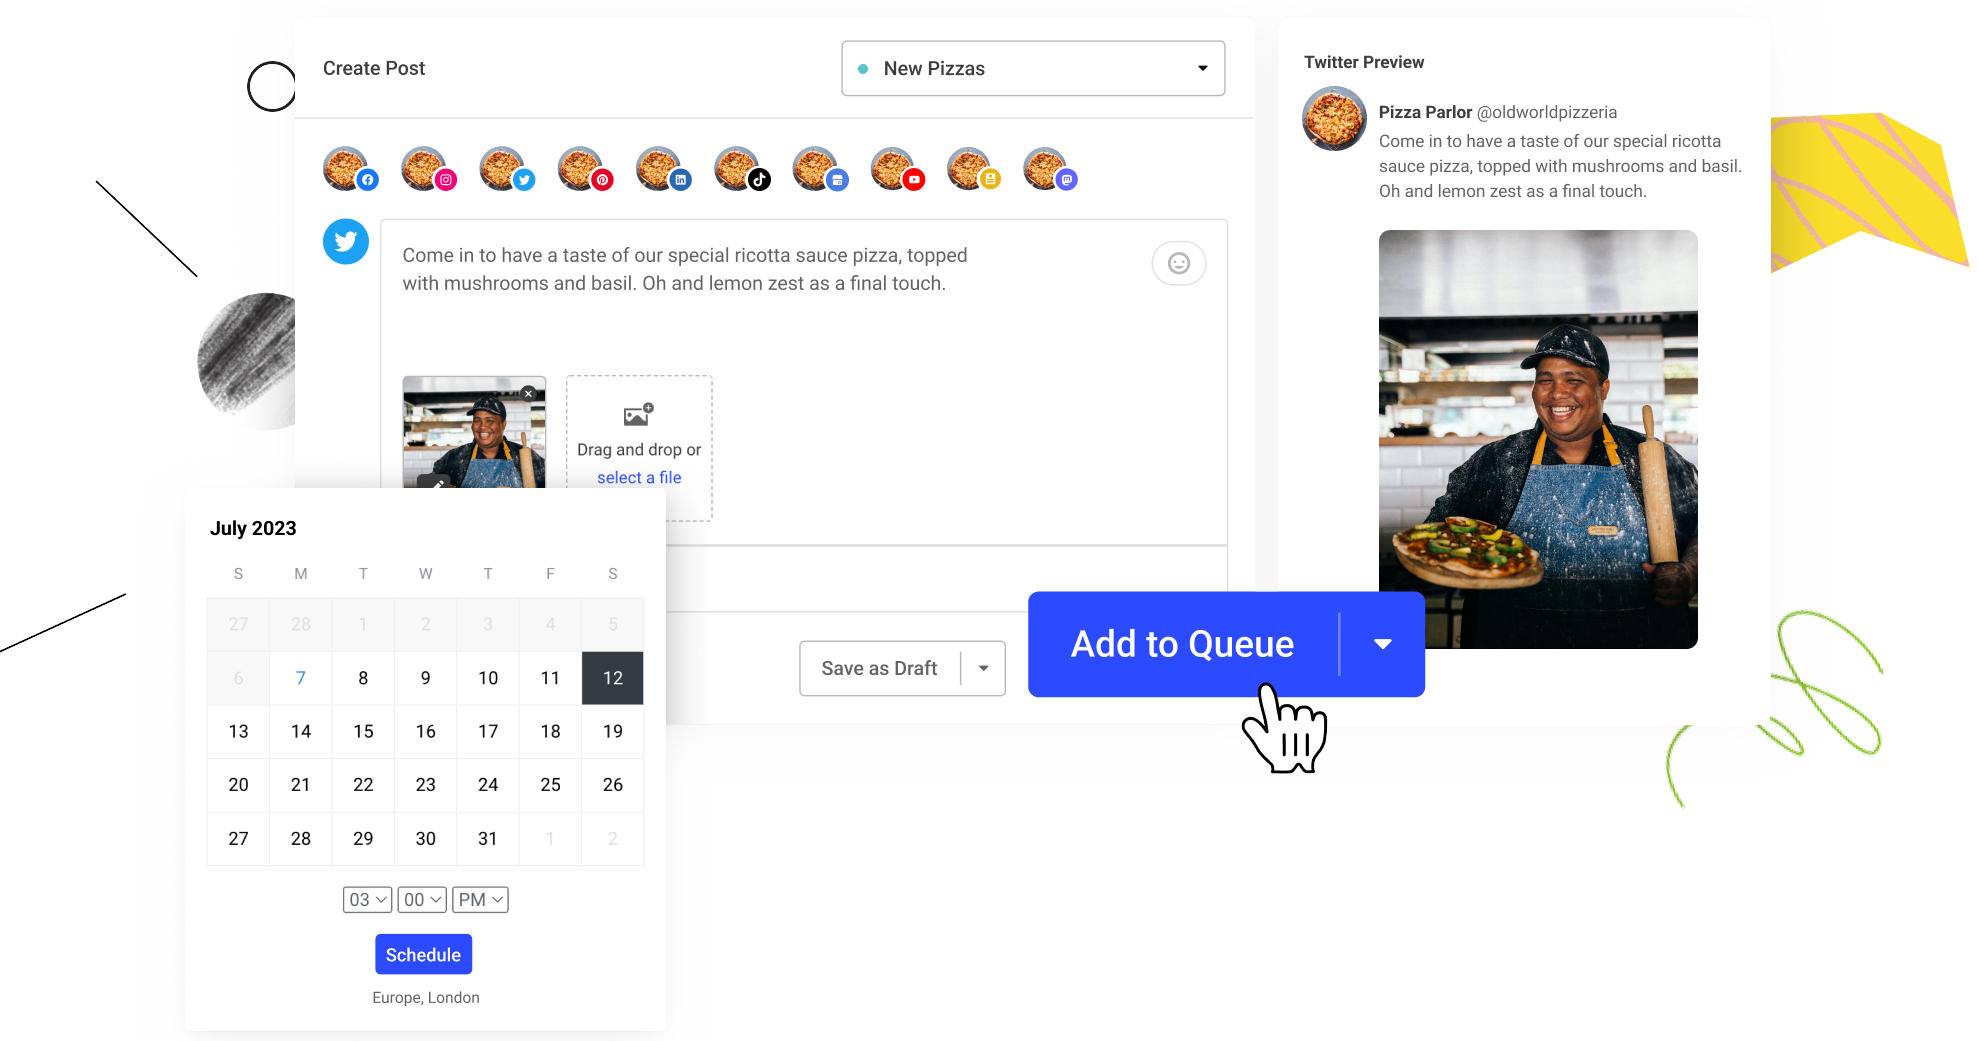 Create Post
New Pizzas
Come in to have a taste of our special ricotta sauce pizza, topped
with mushrooms and basil. Oh and lemon zest as a final touch.
Drag and drop or
select a file
Save as Draft
Add to Queue
Twitter Preview
Pizza Parlor @oldworldpizzeria
Come in to have a taste of our special ricotta
sauce pizza, topped with mushrooms and basil.
Oh and lemon zest as a final touch.
July 2023
S M T W T F S
27 28 1 2 3 4 5
6 7 8 9 10 11 12
13 14 15 16 17 18 19
20 21 22 23 24 25 26
27 28 29 30 31 1 2
03 00 PM
Schedule
Europe, London